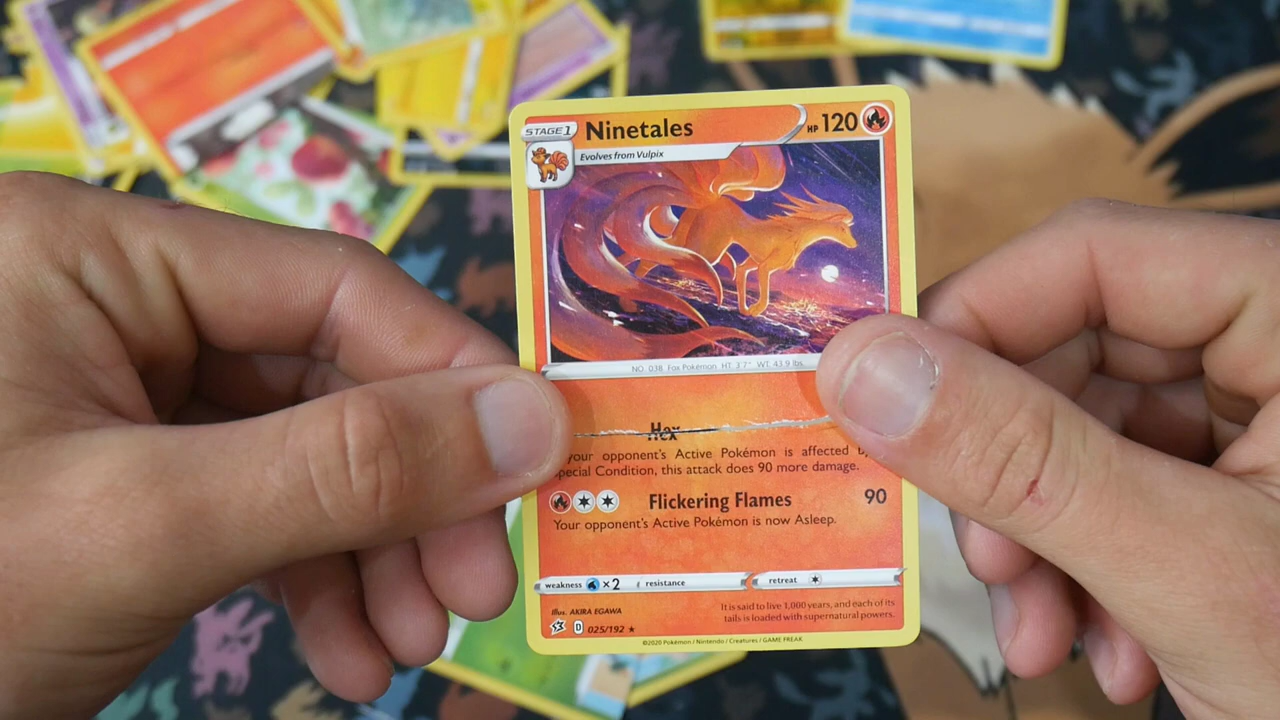 STAGE 1 Ninetales HP 120
Evolves from Vulpix
NO. 038 Fox Pokémon HT: 3'7" WT: 43.9 lbs.
Hex
your opponent's Active Pokémon is affected
Condition, this attack does 90 more damage.
Flickering Flames 90
Your opponent's Active Pokémon is now Asleep.
weakness ×2 resistance retreat
Illus. AKIRA EGAWA
It is said to live 1,000 years, and each of its
tails is loaded with supernatural powers.
D 025/192 ★
©2020 Pokémon / Nintendo / Creatures / GAME FREAK